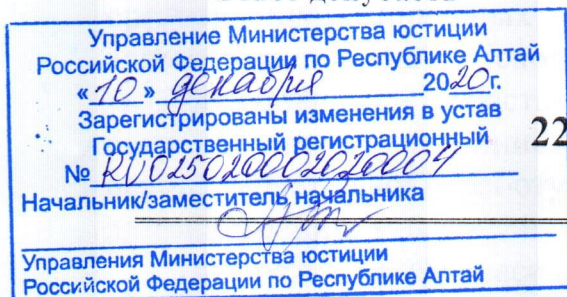 Управление Министерства юстиции
Российской Федерации по Республике Алтай
« 10 » декабря 2020г.
Зарегистрированы изменения в устав
Государственный регистрационный
№ RU025020002020004
22
Начальник/заместитель начальника
Управления Министерства юстиции
Российской Федерации по Республике Алтай